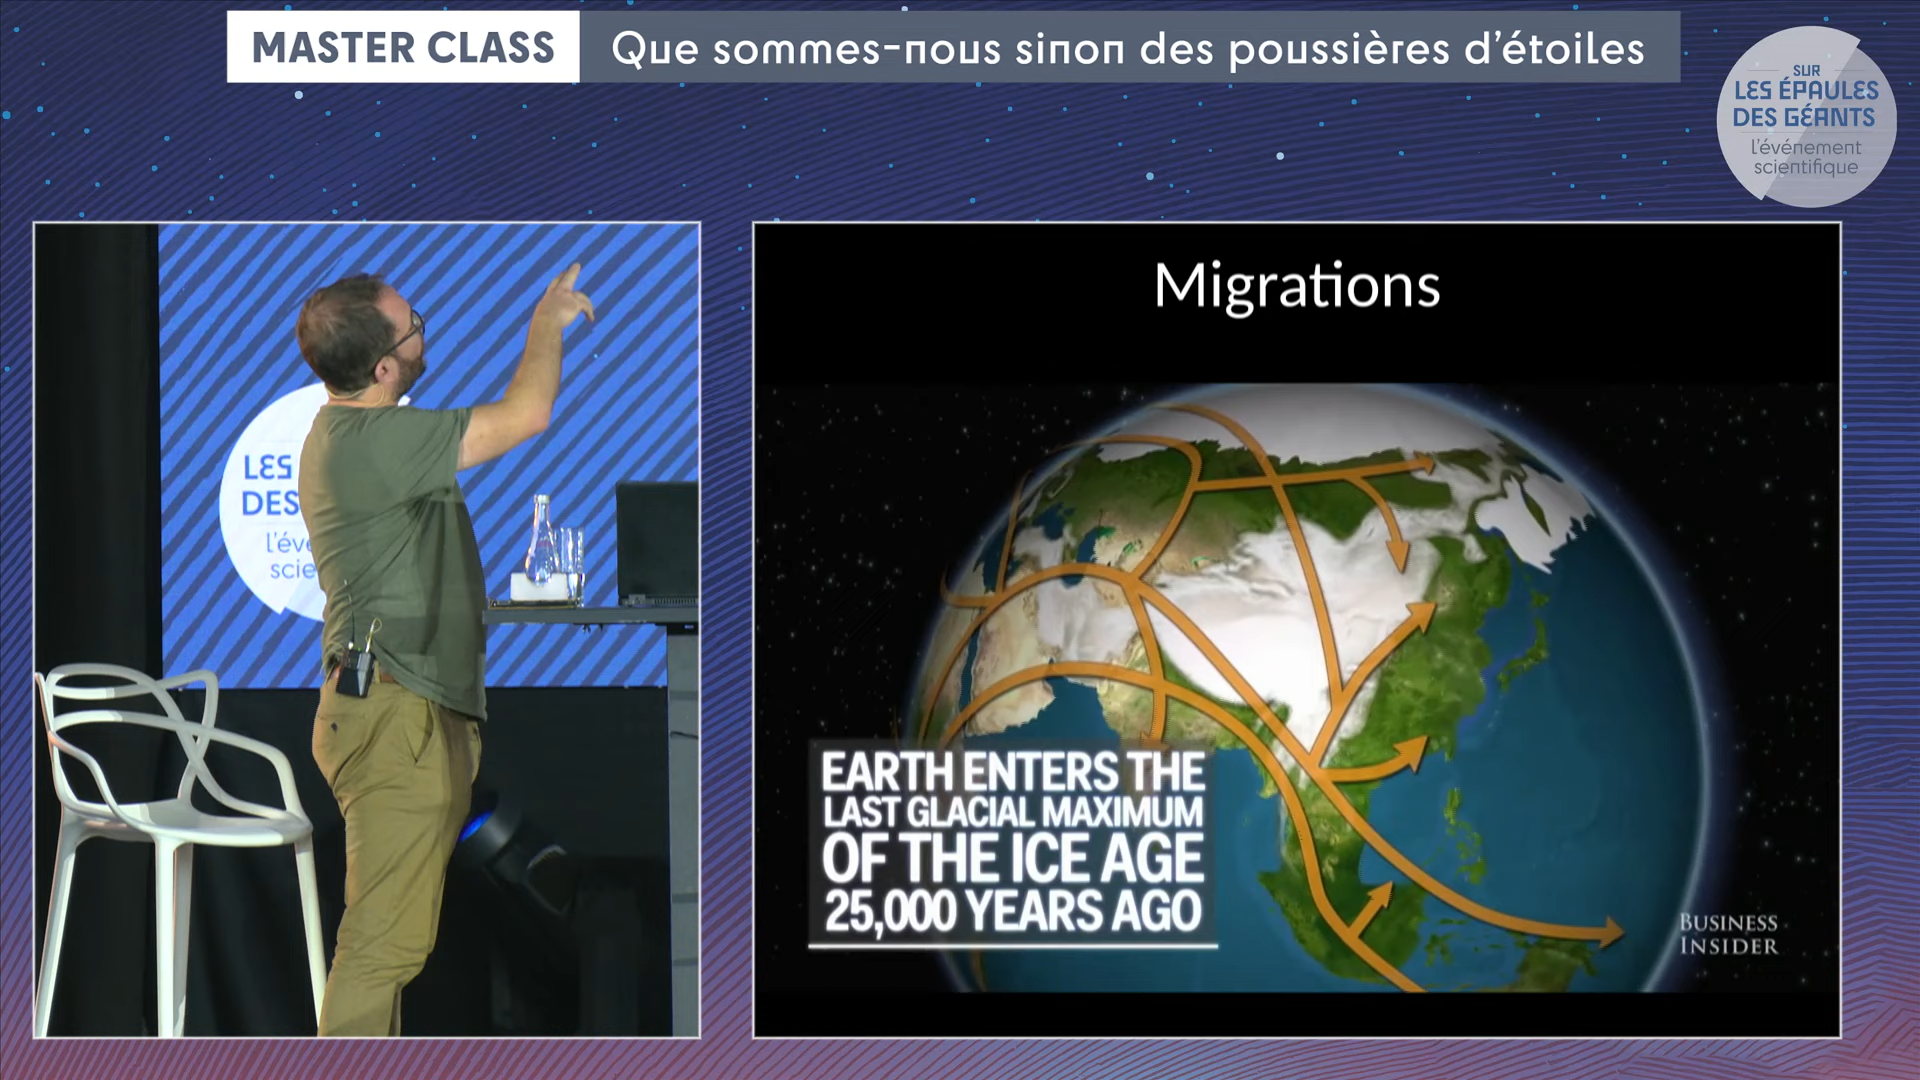 MASTER CLASS
Que sommes-nous sinon des poussières d'étoiles
SUR
LES ÉPAULES
DES GÉANTS
l'événement
scientifique
LES
DES
l'éve
scie
Migrations
EARTH ENTERS THE
LAST GLACIAL MAXIMUM
OF THE ICE AGE
25,000 YEARS AGO
BUSINESS
INSIDER